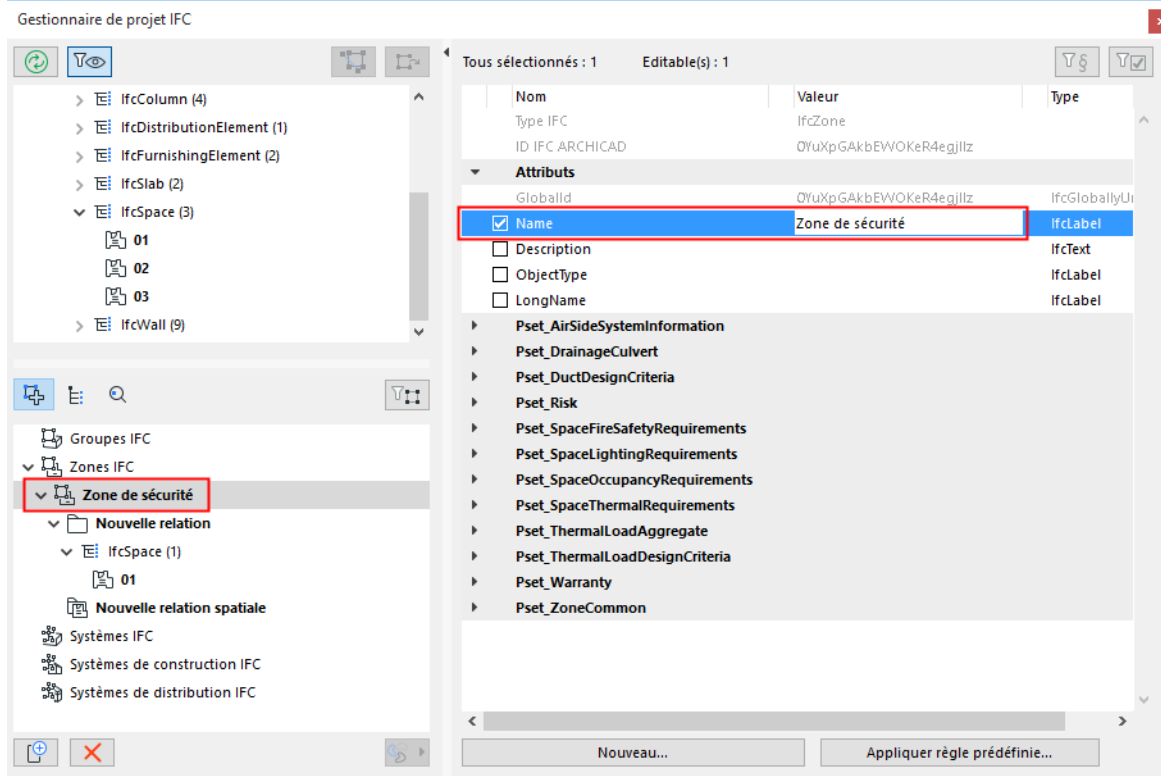 Gestionnaire de projet IFC
IfcColumn (4)
IfcDistributionElement (1)
IfcFurnishingElement (2)
IfcSlab (2)
IfcSpace (3)
01
02
03
IfcWall (9)
Groupes IFC
Zones IFC
Zone de sécurité
Nouvelle relation
IfcSpace (1)
01
Nouvelle relation spatiale
Systèmes IFC
Systèmes de construction IFC
Systèmes de distribution IFC
Tous sélectionnés : 1 Editable(s) : 1
Nom Valeur Type
Type IFC IfcZone
ID IFC ARCHICAD 0YuXpGAkbEWOKeR4egjIlz
Attributs
GlobalId 0YuXpGAkbEWOKeR4egjIlz IfcGloballyU
Name Zone de sécurité IfcLabel
Description IfcText
ObjectType IfcLabel
LongName IfcLabel
Pset_AirSideSystemInformation
Pset_DrainageCulvert
Pset_DuctDesignCriteria
Pset_Risk
Pset_SpaceFireSafetyRequirements
Pset_SpaceLightingRequirements
Pset_SpaceOccupancyRequirements
Pset_SpaceThermalRequirements
Pset_ThermalLoadAggregate
Pset_ThermalLoadDesignCriteria
Pset_Warranty
Pset_ZoneCommon
Nouveau... Appliquer règle prédéfinie...